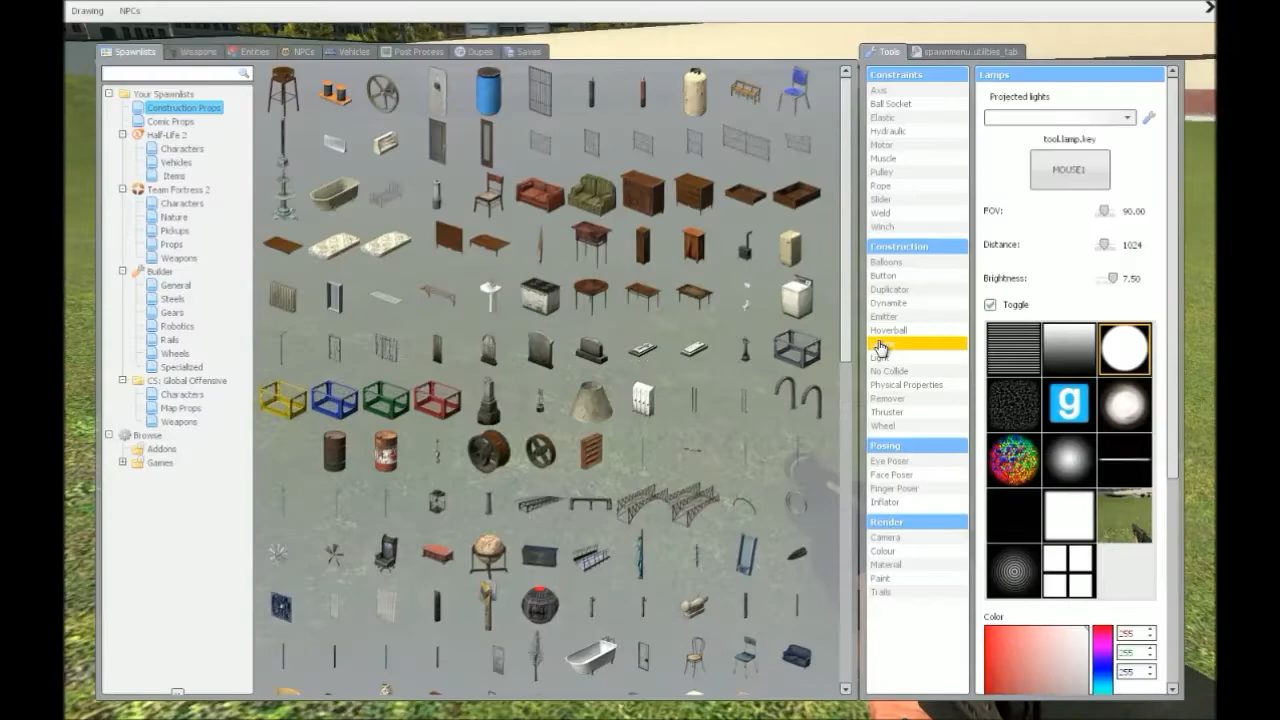 Drawing NPCs
Spawnlists Weapons Entities NPCs Vehicles Post Process Dupes Saves
Your Spawnlists
Construction Props
Comic Props
Half-Life 2
Characters
Vehicles
Items
Team Fortress 2
Characters
Nature
Pickups
Props
Weapons
Builder
General
Steels
Gears
Robotics
Rails
Wheels
Specialized
CS: Global Offensive
Characters
Map Props
Weapons
Browse
Addons
Games
Tools spawnmenu.utilities_tab
Constraints
Axis
Ball Socket
Elastic
Hydraulic
Motor
Muscle
Pulley
Rope
Slider
Weld
Winch
Construction
Balloons
Button
Duplicator
Dynamite
Emitter
Hoverball
Light
No Collide
Physical Properties
Remover
Thruster
Wheel
Posing
Eye Poser
Face Poser
Finger Poser
Inflator
Render
Camera
Colour
Material
Paint
Trails
Lamps
Projected lights
tool.lamp.key
MOUSE1
FOV: 90.00
Distance: 1024
Brightness: 7.50
Toggle
g
Color
255
255
255